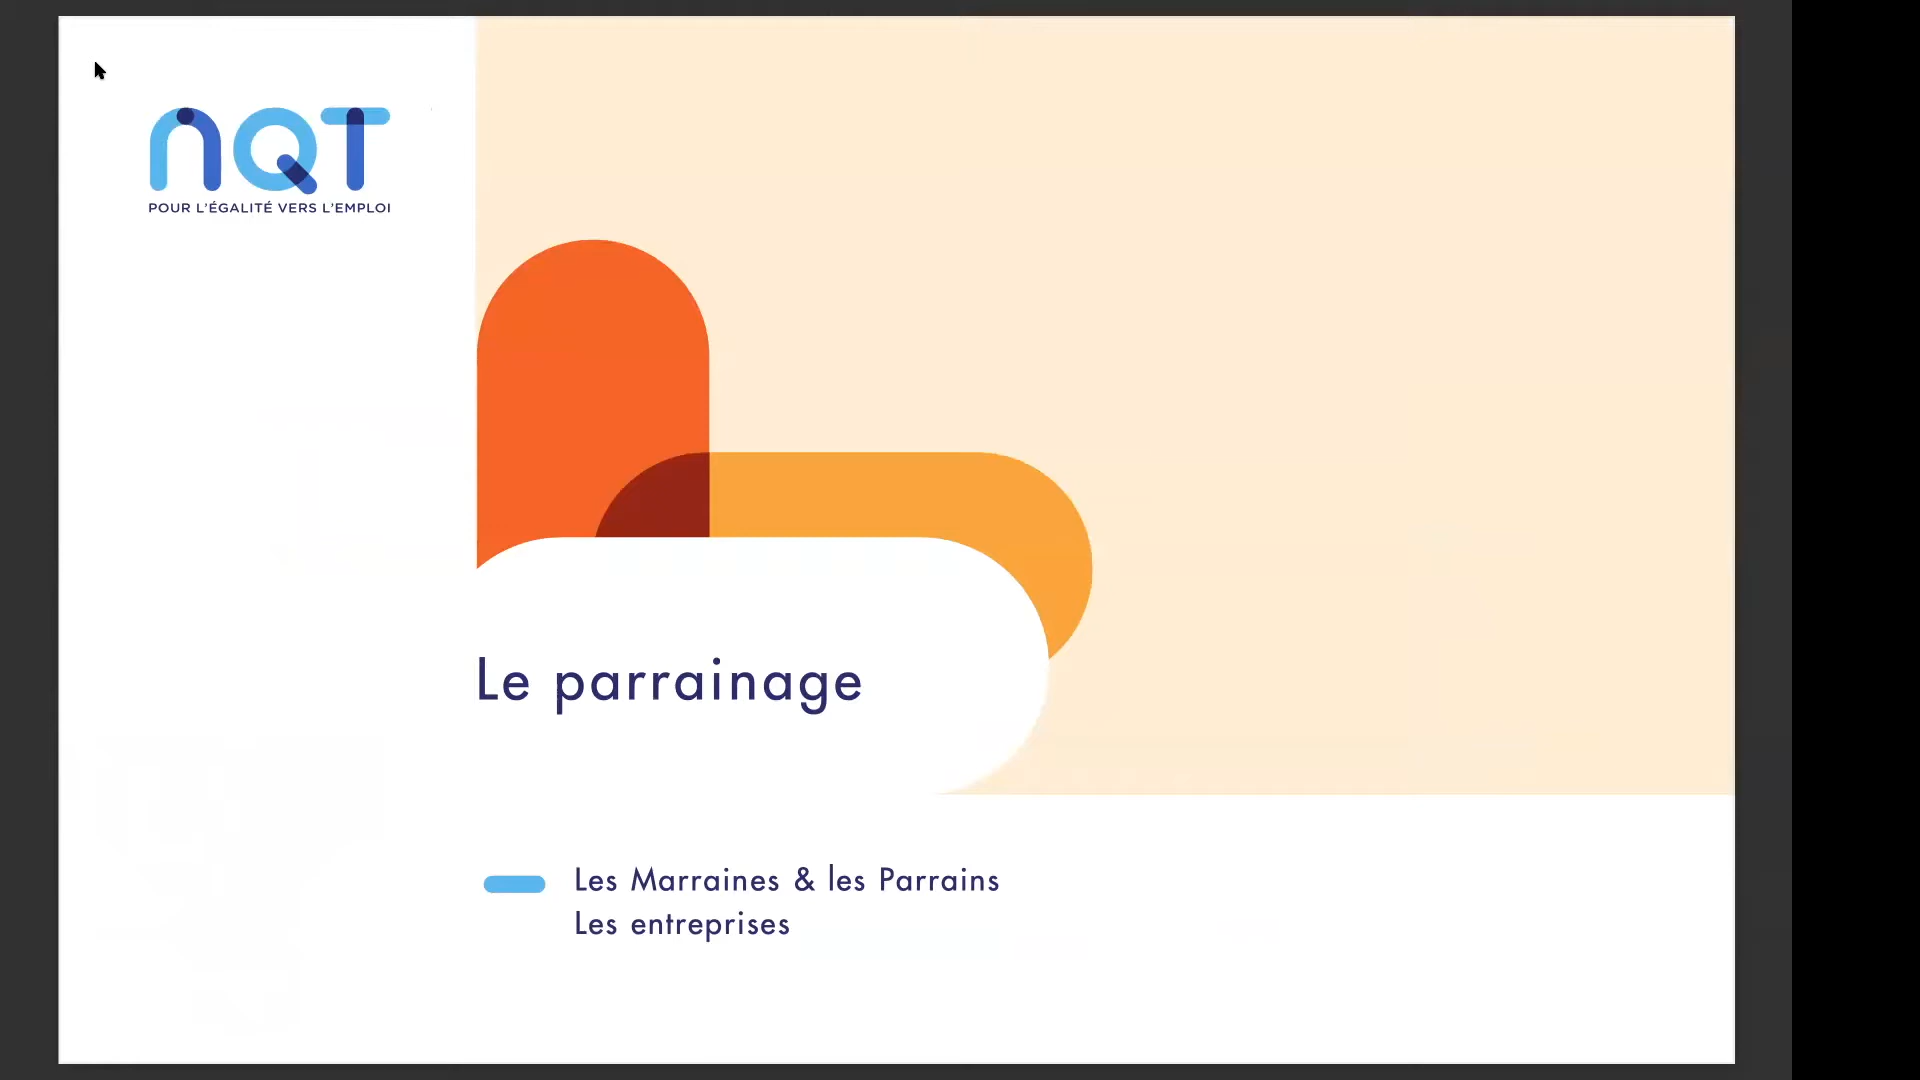 nQT
POUR L'ÉGALITÉ VERS L'EMPLOI
Le parrainage
Les Marraines & les Parrains
Les entreprises